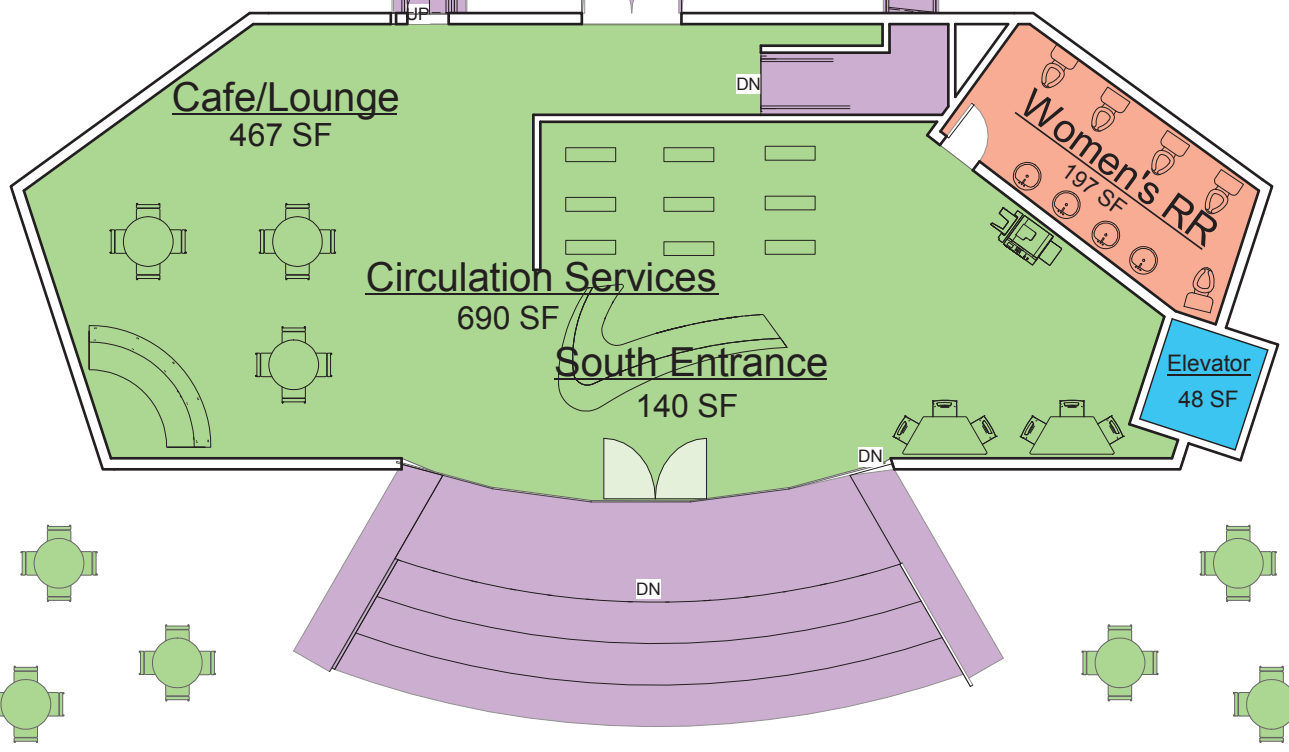 UP
Cafe/Lounge
467 SF
DN
Women's RR
197 SF
Circulation Services
690 SF
South Entrance
140 SF
Elevator
48 SF
DN
DN